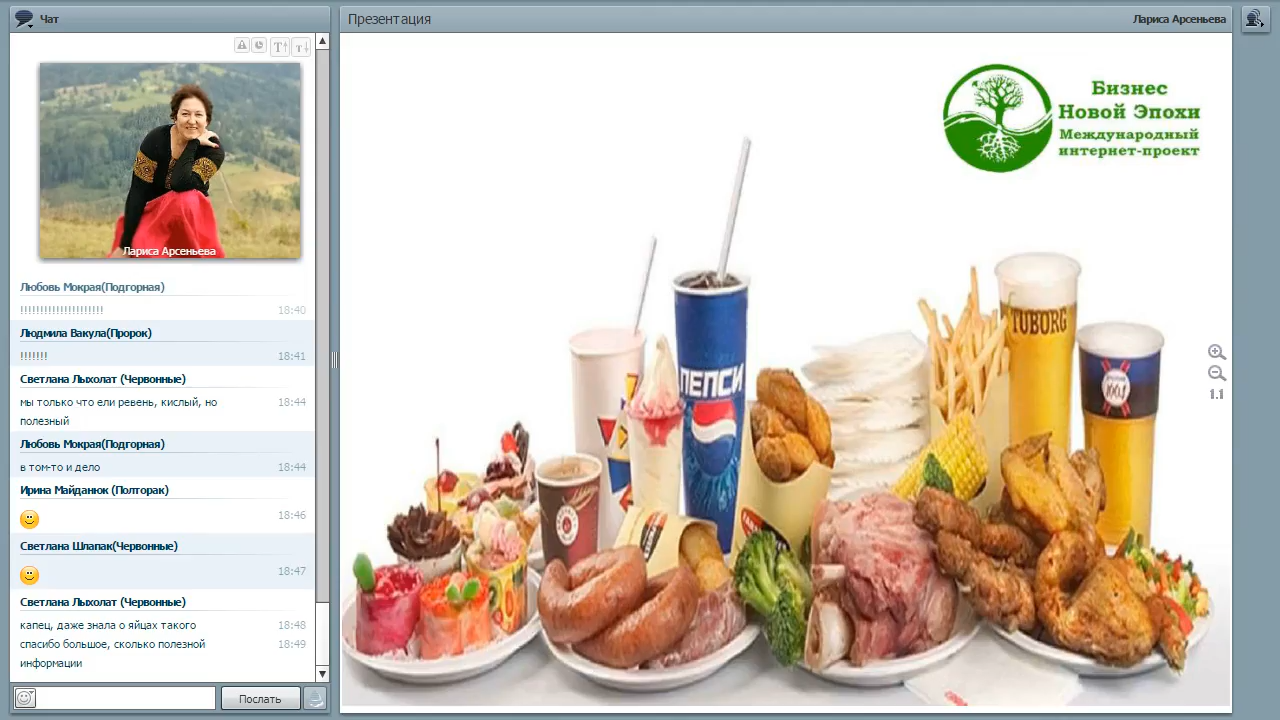 Чат
Лариса Арсеньева
Любовь Мокрая(Подгорная)
!!!!!!!!!!!!!!!!!!!!! 18:40
Людмила Вакула(Пророк)
!!!!!!! 18:41
Светлана Лыхолат (Червонные)
мы только что ели ревень, кислый, но 18:44
полезный
Любовь Мокрая(Подгорная)
в том-то и дело 18:44
Ирина Майданюк (Полторак)
18:46
Светлана Шлапак(Червонные)
18:47
Светлана Лыхолат (Червонные)
капец, даже знала о яйцах такого 18:48
спасибо большое, сколько полезной 18:49
информации
Послать
Презентация
Лариса Арсеньева
Бизнес
Новой Эпохи
Международный
интернет-проект
ПЕПСИ
TUBORG
1.1